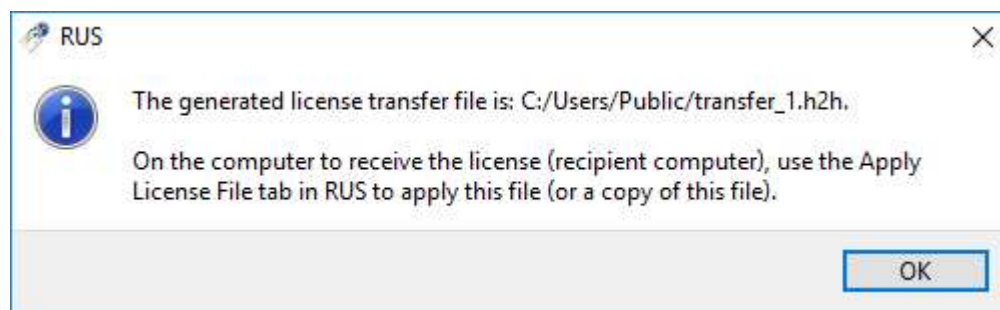 RUS
The generated license transfer file is: C:/Users/Public/transfer_1.h2h.
On the computer to receive the license (recipient computer), use the Apply
License File tab in RUS to apply this file (or a copy of this file).
OK